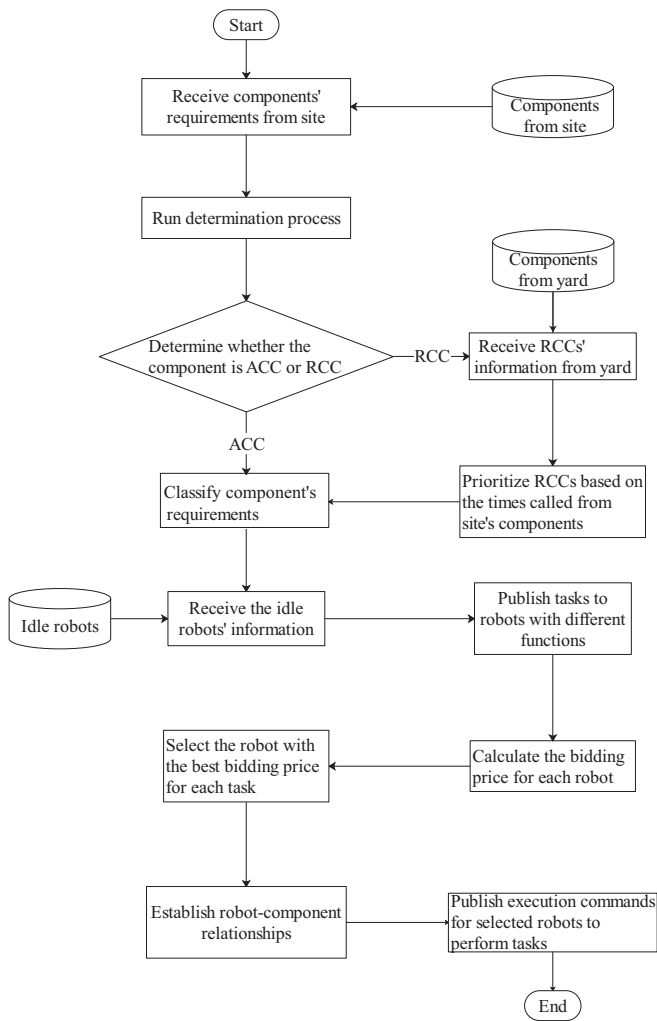 Start
Receive components'
requirements from site
Components
from site
Run determination process
Components
from yard
Determine whether the
component is ACC or RCC
RCC
Receive RCCs'
information from yard
ACC
Classify component's
requirements
Prioritize RCCs based on
the times called from
site's components
Idle robots
Receive the idle
robots' information
Publish tasks to
robots with different
functions
Select the robot with
the best bidding price
for each task
Calculate the bidding
price for each robot
Establish robot-component
relationships
Publish execution commands
for selected robots to
perform tasks
End